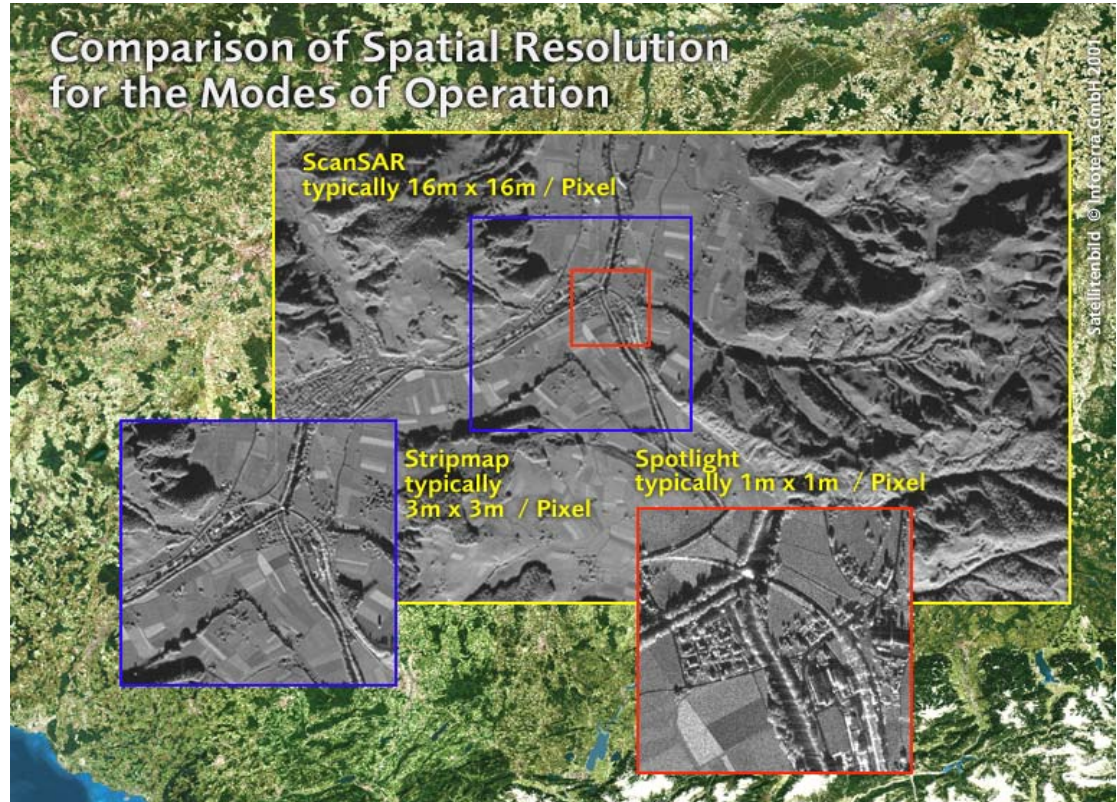 Comparison of Spatial Resolution
for the Modes of Operation
ScanSAR
typically 16m x 16m / Pixel
Stripmap
typically
3m x 3m / Pixel
Spotlight
typically 1m x 1m / Pixel
Satellitenbild © Infoterra GmbH 2001